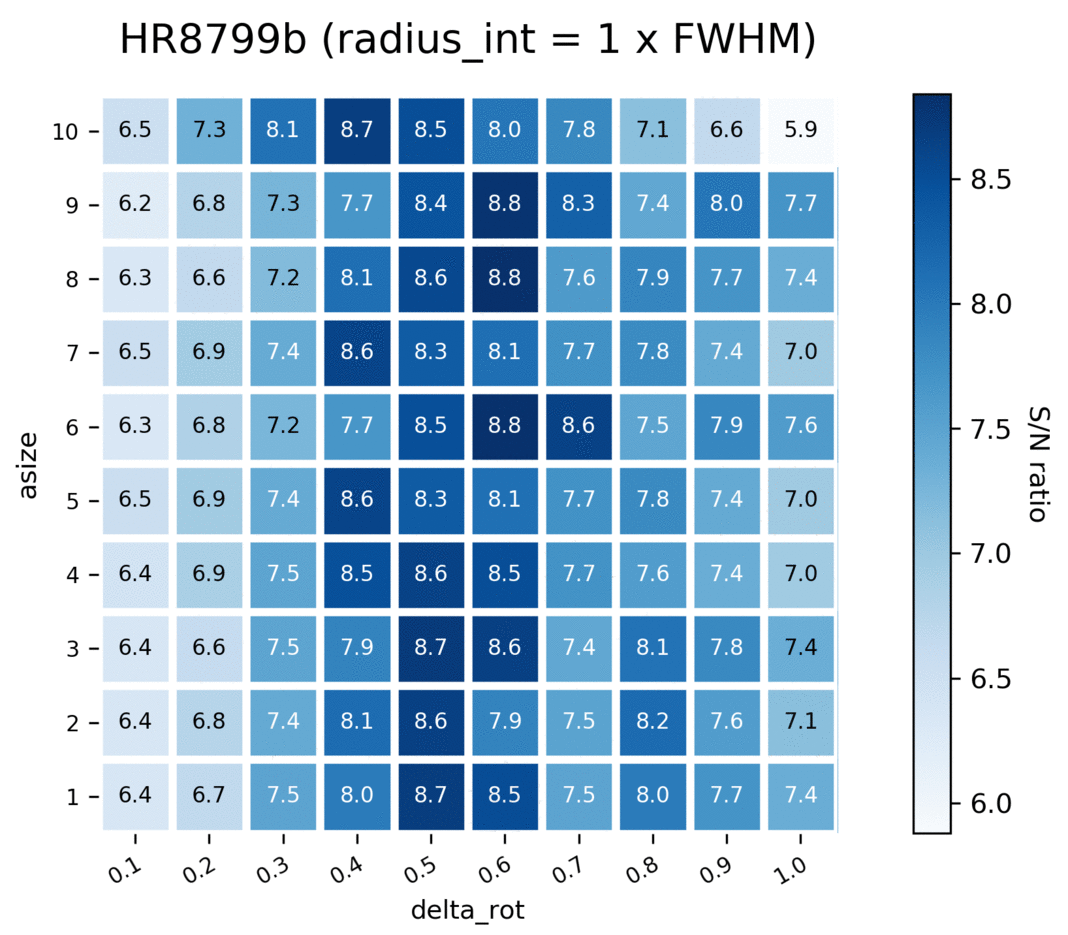 HR8799b (radius_int = 1 x FWHM)
10 6.5 7.3 8.1 8.7 8.5 8.0 7.8 7.1 6.6 5.9
9 6.2 6.8 7.3 7.7 8.4 8.8 8.3 7.4 8.0 7.7
8 6.3 6.6 7.2 8.1 8.6 8.8 7.6 7.9 7.7 7.4
7 6.5 6.9 7.4 8.6 8.3 8.1 7.7 7.8 7.4 7.0
6 6.3 6.8 7.2 7.7 8.5 8.8 8.6 7.5 7.9 7.6
5 6.5 6.9 7.4 8.6 8.3 8.1 7.7 7.8 7.4 7.0
4 6.4 6.9 7.5 8.5 8.6 8.5 7.7 7.6 7.4 7.0
3 6.4 6.6 7.5 7.9 8.7 8.6 7.4 8.1 7.8 7.4
2 6.4 6.8 7.4 8.1 8.6 7.9 7.5 8.2 7.6 7.1
1 6.4 6.7 7.5 8.0 8.7 8.5 7.5 8.0 7.7 7.4
0.1 0.2 0.3 0.4 0.5 0.6 0.7 0.8 0.9 1.0
delta_rot
asize
8.5
8.0
7.5
7.0
6.5
6.0
S/N ratio